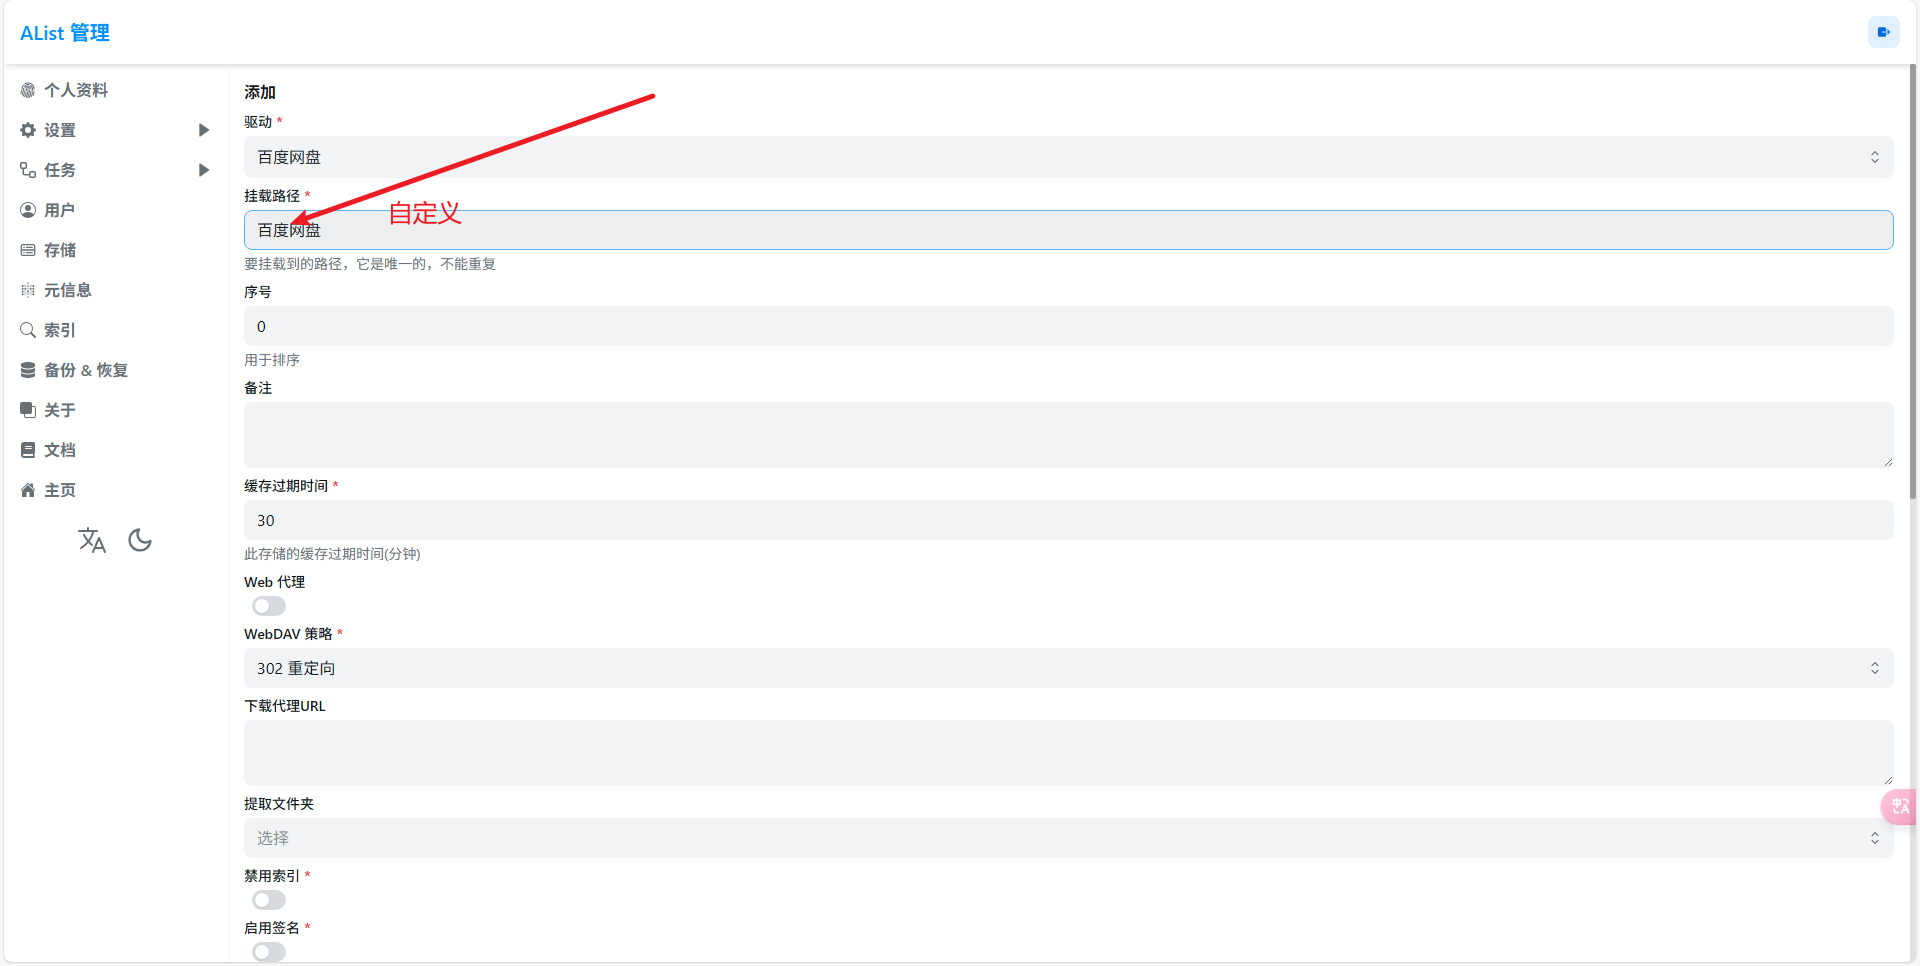 AList 管理
个人资料
设置
任务
用户
存储
元信息
索引
备份 & 恢复
关于
文档
主页
添加
驱动 *
百度网盘
挂载路径 *
自定义
百度网盘
要挂载到的路径，它是唯一的，不能重复
序号
0
用于排序
备注
缓存过期时间 *
30
此存储的缓存过期时间(分钟)
Web 代理
WebDAV 策略 *
302 重定向
下载代理URL
提取文件夹
选择
禁用索引 *
启用签名 *